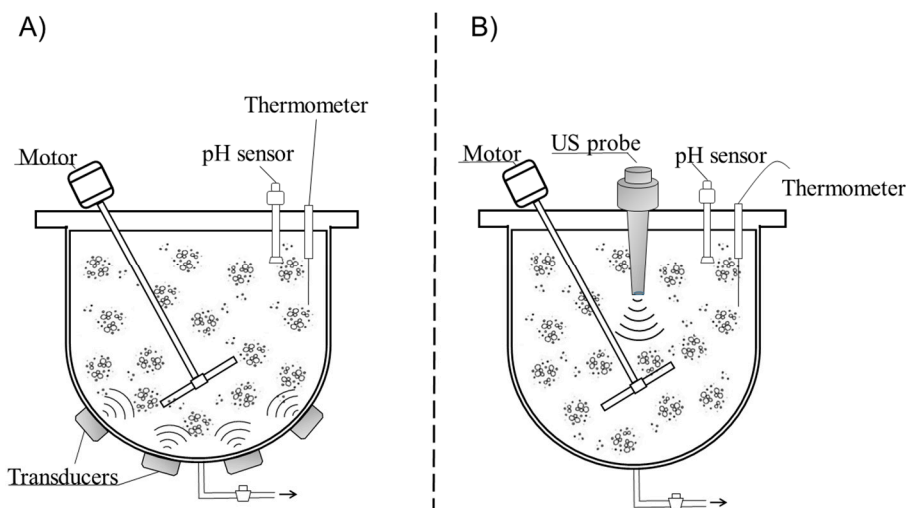 A)
Thermometer
Motor
pH sensor
Transducers
B)
US probe
Motor
pH sensor
Thermometer